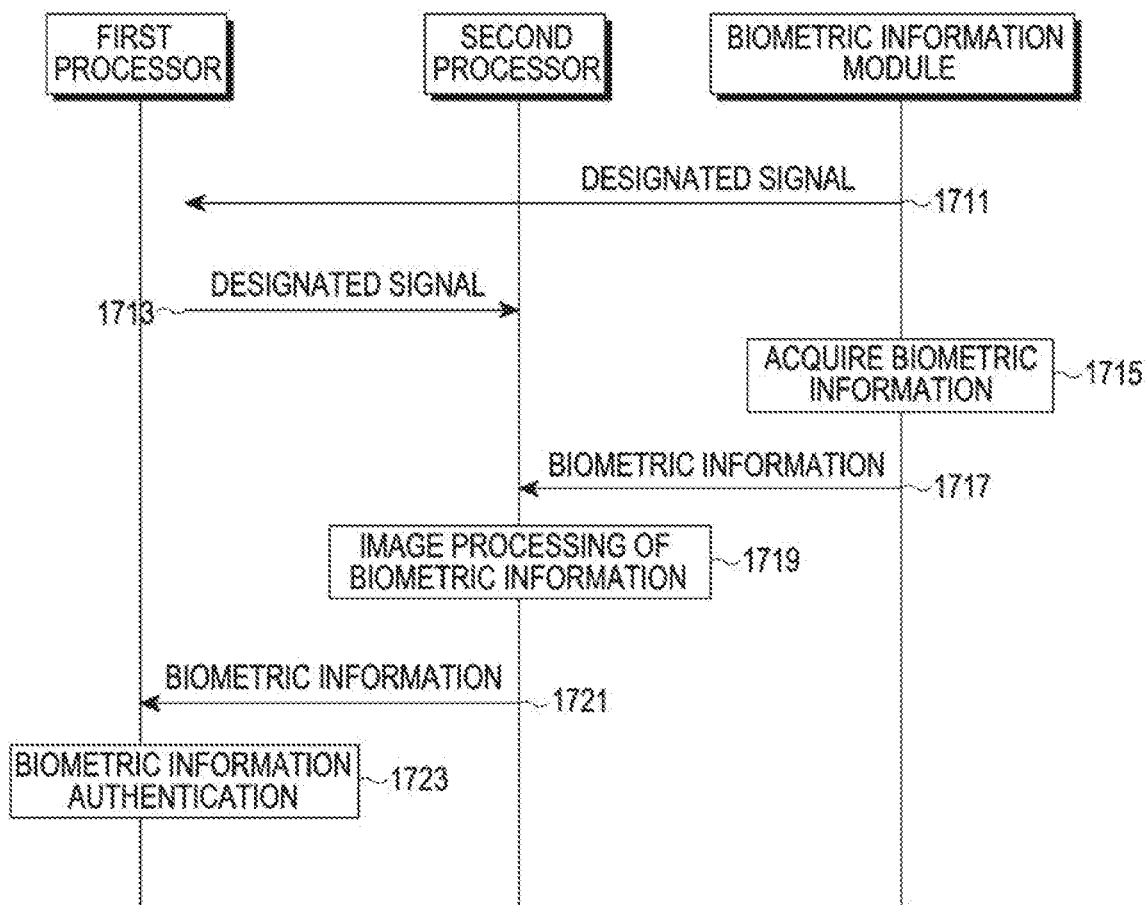 FIRST
PROCESSOR
SECOND
PROCESSOR
BIOMETRIC INFORMATION
MODULE
DESIGNATED SIGNAL
1711
DESIGNATED SIGNAL
1713
ACQUIRE BIOMETRIC
INFORMATION
1715
BIOMETRIC INFORMATION
1717
IMAGE PROCESSING OF
BIOMETRIC INFORMATION
1719
BIOMETRIC INFORMATION
1721
BIOMETRIC INFORMATION
AUTHENTICATION
1723